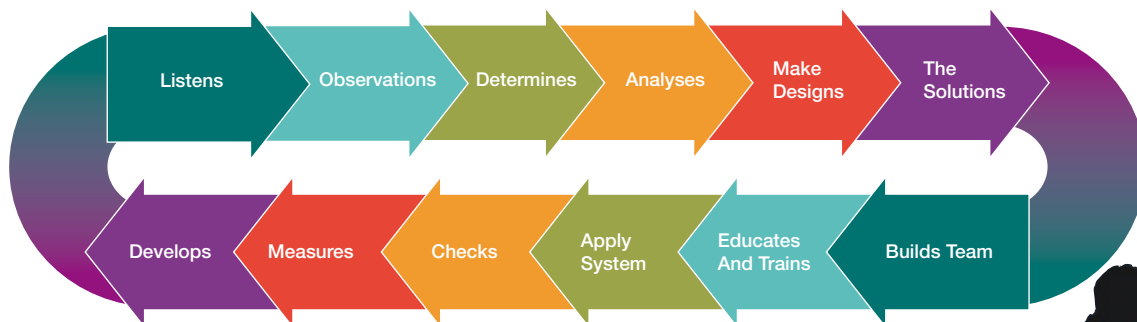 Listens
Observations
Determines
Analyses
Make
Designs
The
Solutions
Builds Team
Educates
And Trains
Apply
System
Checks
Measures
Develops